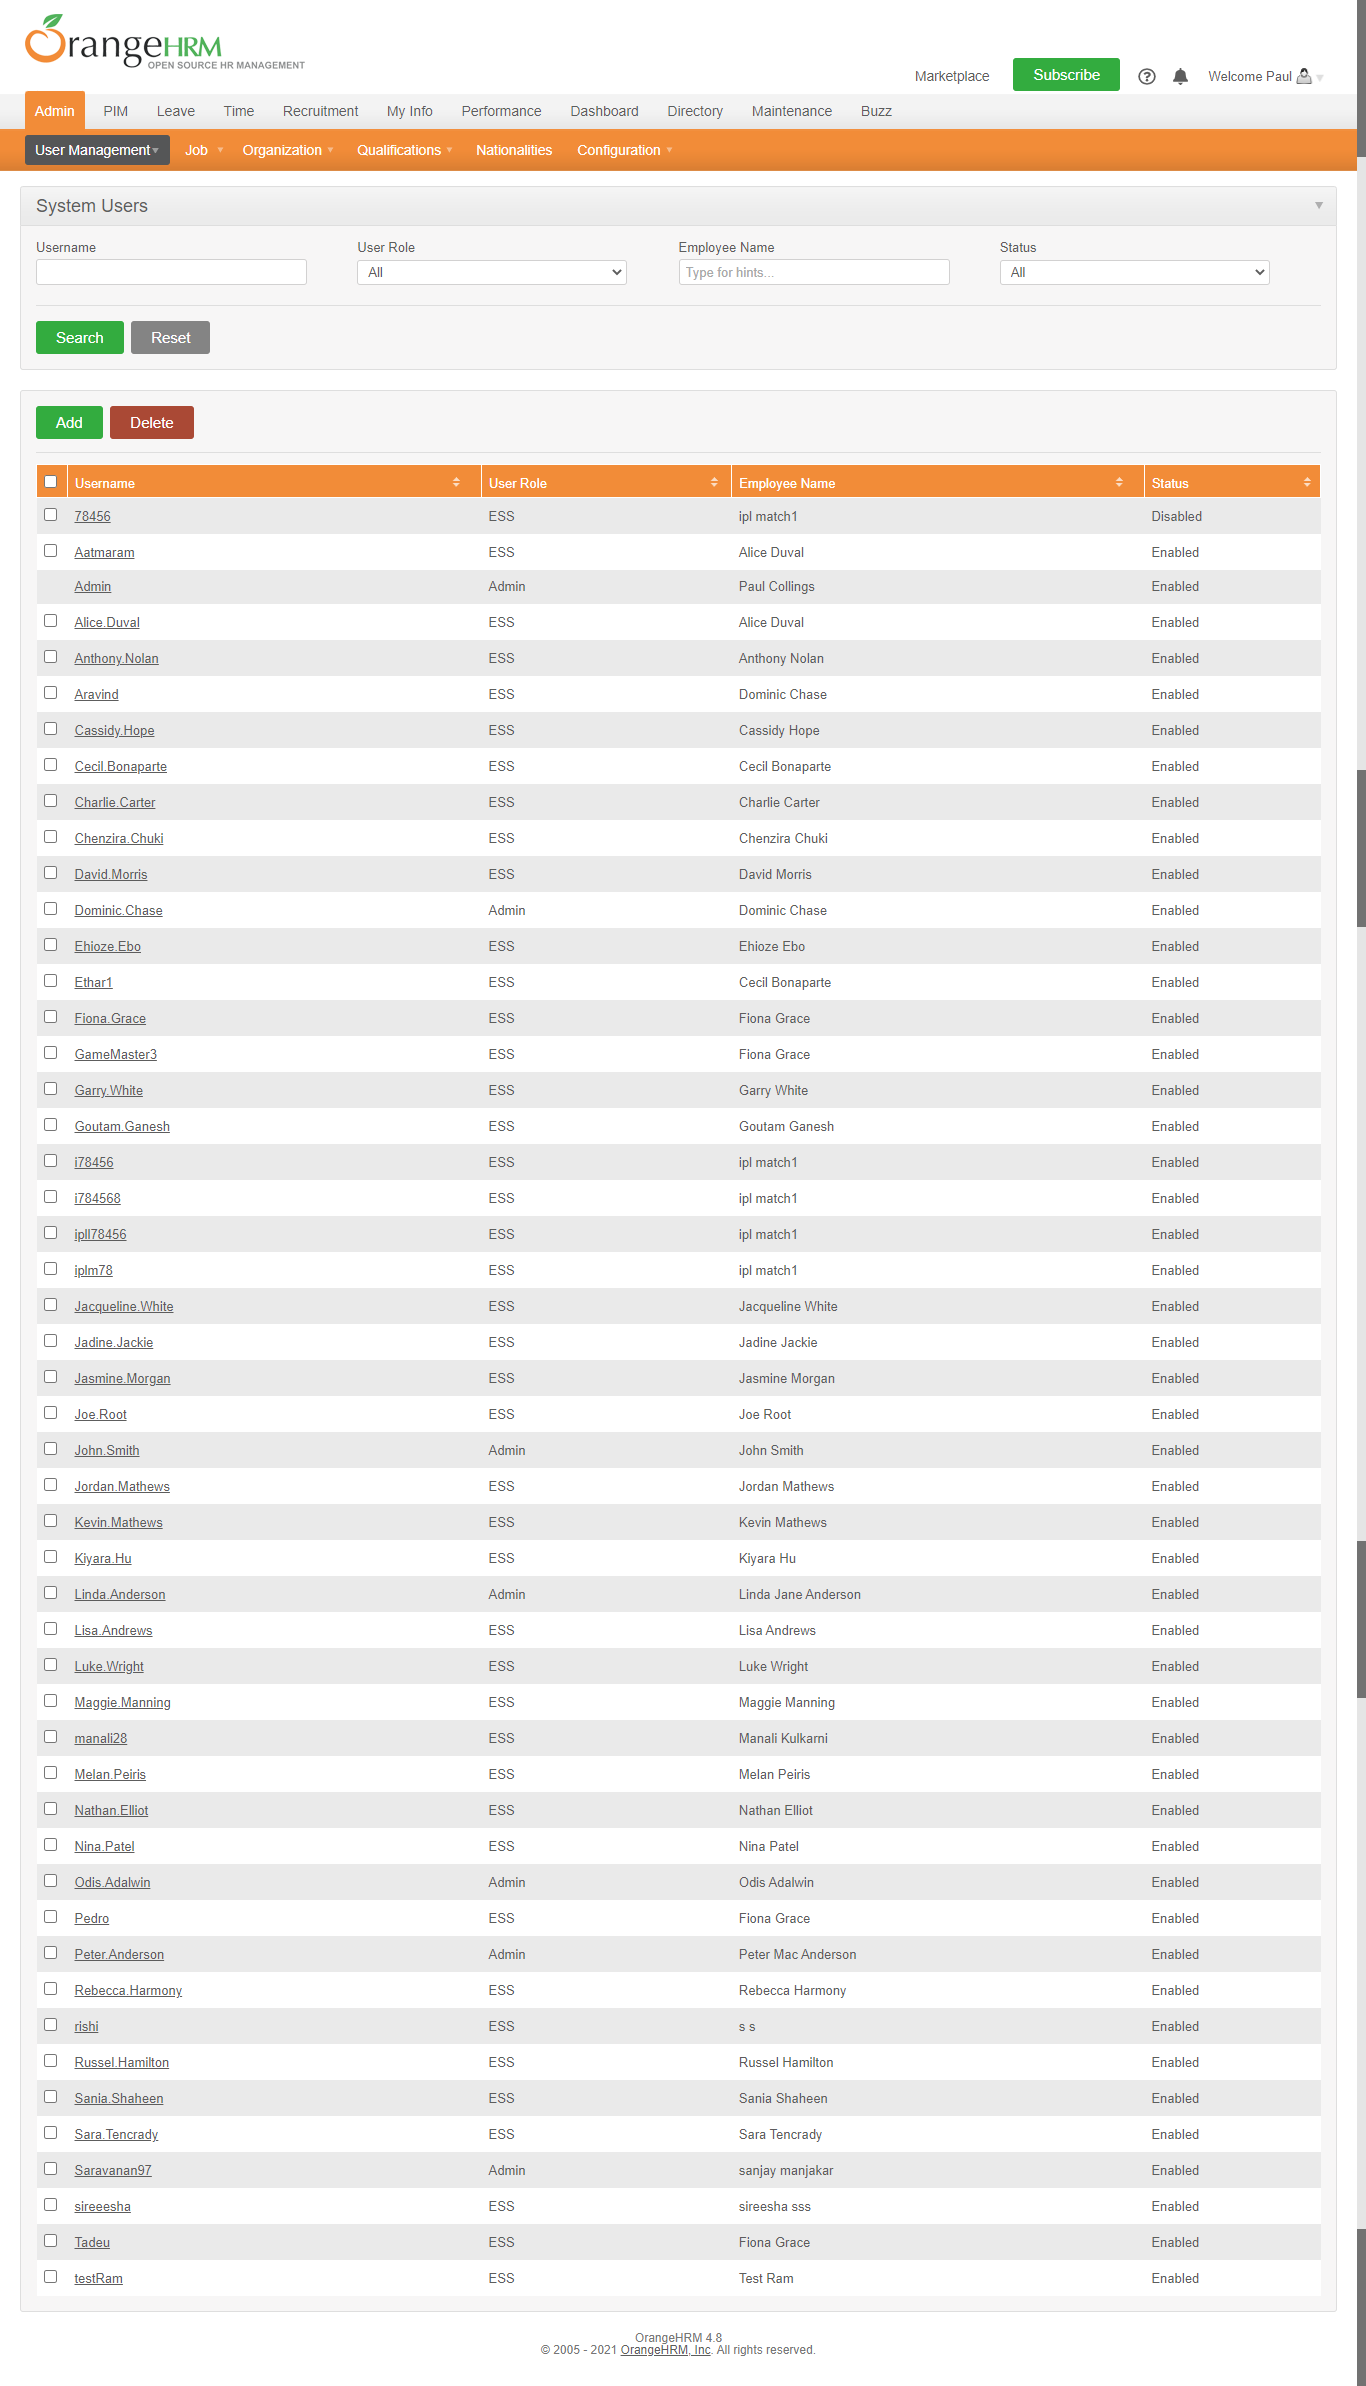 OrangeHRM
OPEN SOURCE HR MANAGEMENT
Marketplace Subscribe Welcome Paul
Admin PIM Leave Time Recruitment My Info Performance Dashboard Directory Maintenance Buzz
User Management Job Organization Qualifications Nationalities Configuration
System Users
Username User Role Employee Name Status
All Type for hints... All
Search Reset
Add Delete
Username User Role Employee Name Status
78456 ESS ipl match1 Disabled
Aatmaram ESS Alice Duval Enabled
Admin Admin Paul Collings Enabled
Alice.Duval ESS Alice Duval Enabled
Anthony.Nolan ESS Anthony Nolan Enabled
Aravind ESS Dominic Chase Enabled
Cassidy.Hope ESS Cassidy Hope Enabled
Cecil.Bonaparte ESS Cecil Bonaparte Enabled
Charlie.Carter ESS Charlie Carter Enabled
Chenzira.Chuki ESS Chenzira Chuki Enabled
David.Morris ESS David Morris Enabled
Dominic.Chase Admin Dominic Chase Enabled
Ehioze.Ebo ESS Ehioze Ebo Enabled
Ethar1 ESS Cecil Bonaparte Enabled
Fiona.Grace ESS Fiona Grace Enabled
GameMaster3 ESS Fiona Grace Enabled
Garry.White ESS Garry White Enabled
Goutam.Ganesh ESS Goutam Ganesh Enabled
i78456 ESS ipl match1 Enabled
i784568 ESS ipl match1 Enabled
ipll78456 ESS ipl match1 Enabled
iplm78 ESS ipl match1 Enabled
Jacqueline.White ESS Jacqueline White Enabled
Jadine.Jackie ESS Jadine Jackie Enabled
Jasmine.Morgan ESS Jasmine Morgan Enabled
Joe.Root ESS Joe Root Enabled
John.Smith Admin John Smith Enabled
Jordan.Mathews ESS Jordan Mathews Enabled
Kevin.Mathews ESS Kevin Mathews Enabled
Kiyara.Hu ESS Kiyara Hu Enabled
Linda.Anderson Admin Linda Jane Anderson Enabled
Lisa.Andrews ESS Lisa Andrews Enabled
Luke.Wright ESS Luke Wright Enabled
Maggie.Manning ESS Maggie Manning Enabled
manali28 ESS Manali Kulkarni Enabled
Melan.Peiris ESS Melan Peiris Enabled
Nathan.Elliot ESS Nathan Elliot Enabled
Nina.Patel ESS Nina Patel Enabled
Odis.Adalwin Admin Odis Adalwin Enabled
Pedro ESS Fiona Grace Enabled
Peter.Anderson Admin Peter Mac Anderson Enabled
Rebecca.Harmony ESS Rebecca Harmony Enabled
rishi ESS s s Enabled
Russel.Hamilton ESS Russel Hamilton Enabled
Sania.Shaheen ESS Sania Shaheen Enabled
Sara.Tencrady ESS Sara Tencrady Enabled
Saravanan97 Admin sanjay manjakar Enabled
sireeesha ESS sireesha sss Enabled
Tadeu ESS Fiona Grace Enabled
testRam ESS Test Ram Enabled
OrangeHRM 4.8
© 2005 - 2021 OrangeHRM, Inc. All rights reserved.